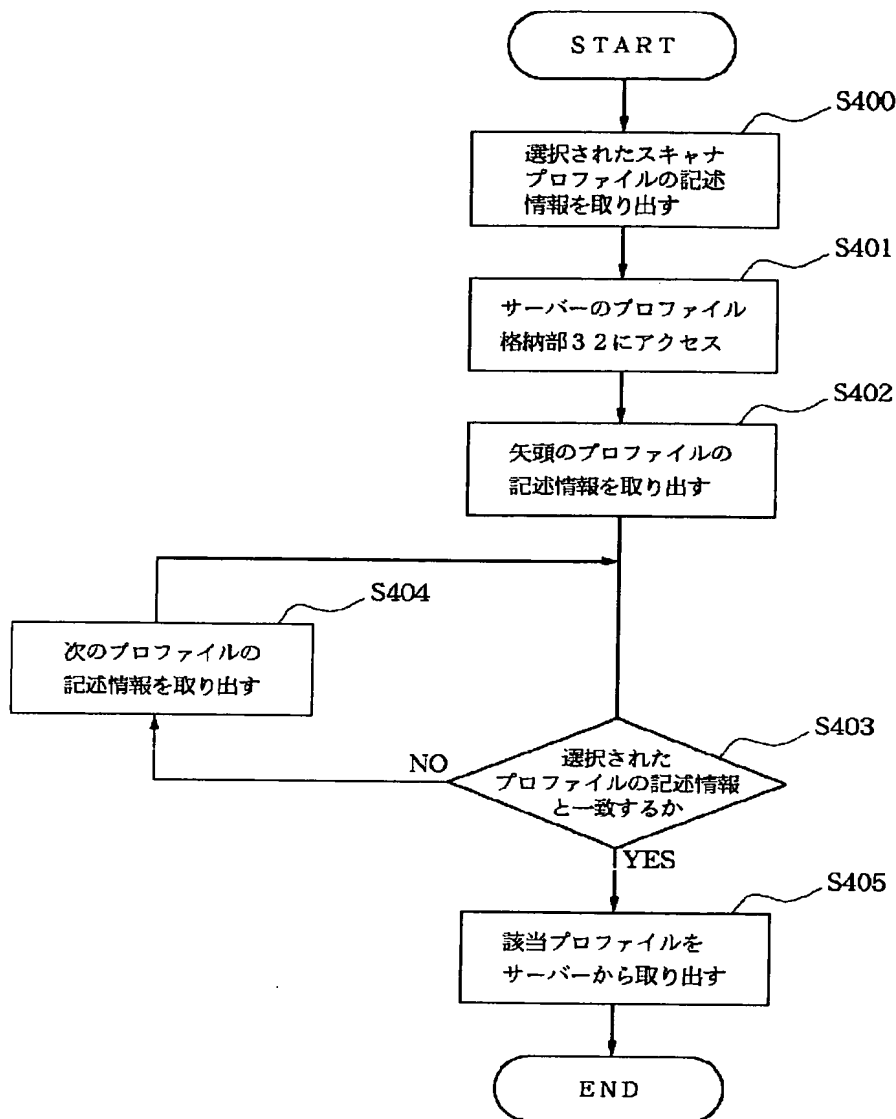 START
S400
選択されたスキャナ
プロファイルの記述
情報を取り出す
S401
サーバーのプロファイル
格納部32にアクセス
S402
矢頭のプロファイルの
記述情報を取り出す
S404
次のプロファイルの
記述情報を取り出す
S403
選択された
プロファイルの記述情報
と一致するか
NO
YES
S405
該当プロファイルを
サーバーから取り出す
END